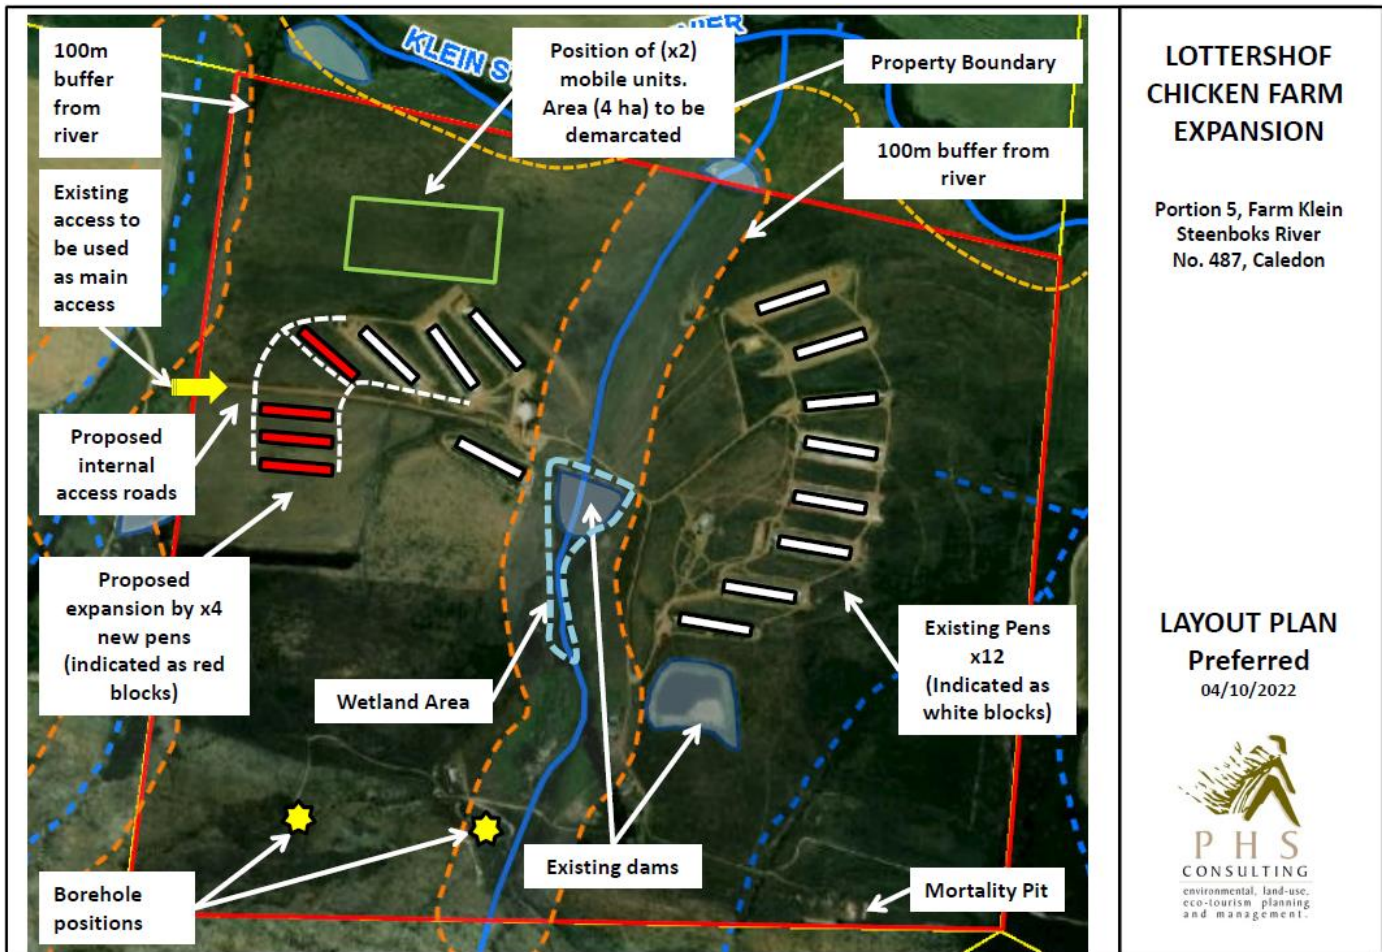 100m
buffer
from
river
Existing
access to
be used
as main
access
Proposed
internal
access roads
Proposed
expansion by x4
new pens
(indicated as red
blocks)
Borehole
positions
KLEIN S
Position of (x2)
mobile units.
Area (4 ha) to be
demarcated
Property Boundary
100m buffer from
river
Wetland Area
Existing dams
Existing Pens
x12
(Indicated as
white blocks)
Mortality Pit
LOTTERSHOF
CHICKEN FARM
EXPANSION
Portion 5, Farm Klein
Steenboks River
No. 487, Caledon
LAYOUT PLAN
Preferred
04/10/2022
P H S
CONSULTING
environmental, land-use,
eco-tourism planning
and management.